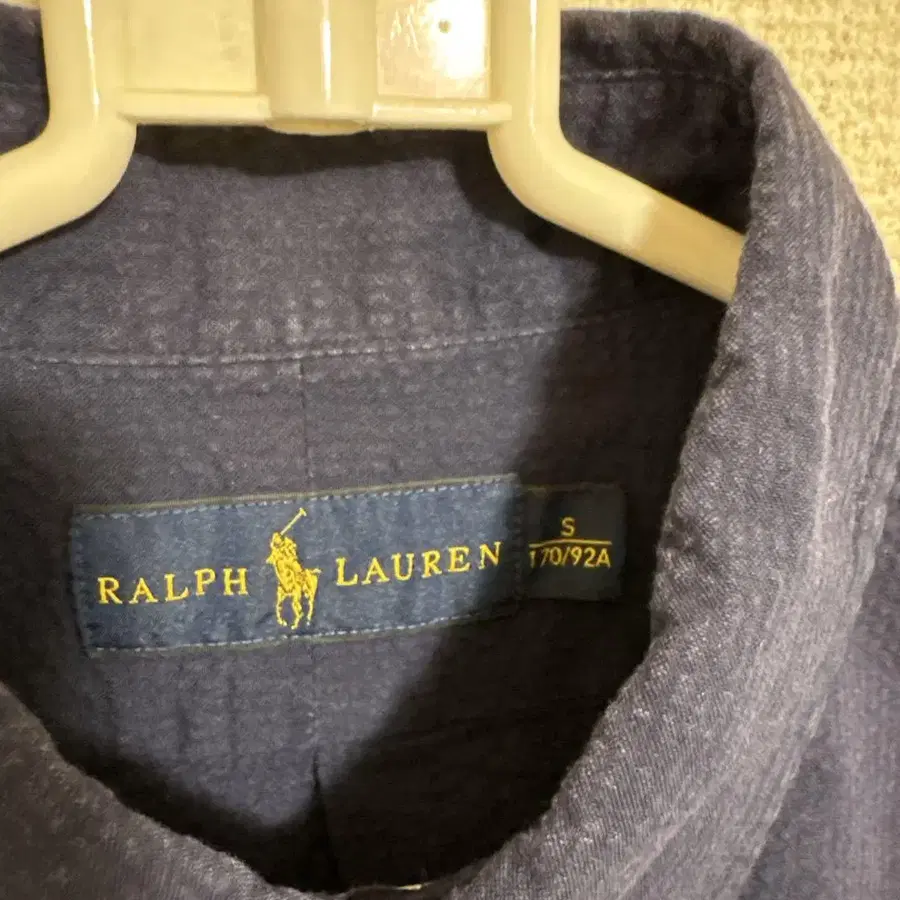 RALPH LAUREN
S
170/92A